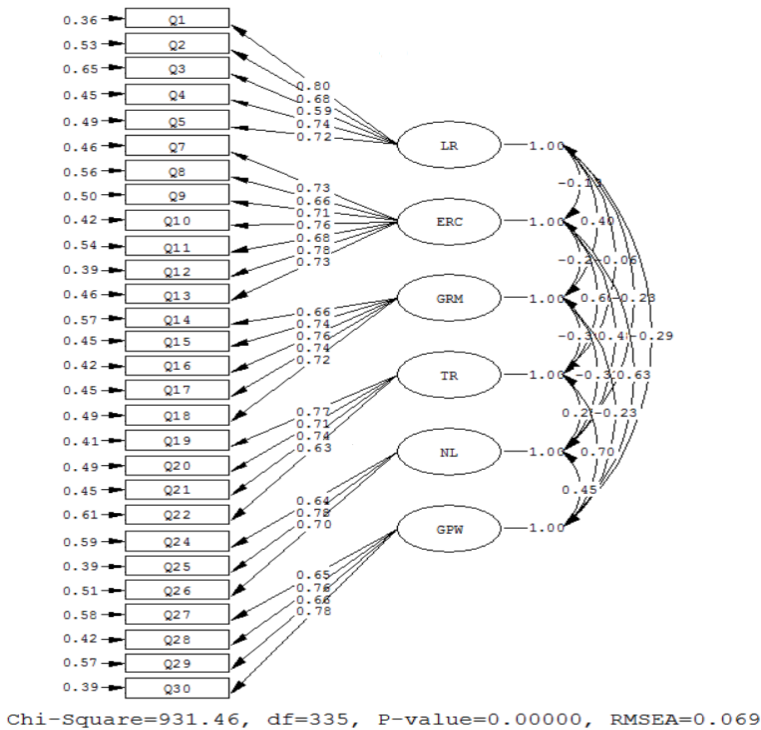 0.36 Q1
0.53 Q2
0.65 Q3
0.45 Q4
0.49 Q5
0.46 Q7
0.56 Q8
0.50 Q9
0.42 Q10
0.54 Q11
0.39 Q12
0.46 Q13
0.57 Q14
0.45 Q15
0.42 Q16
0.45 Q17
0.49 Q18
0.41 Q19
0.49 Q20
0.45 Q21
0.61 Q22
0.59 Q24
0.39 Q25
0.51 Q26
0.58 Q27
0.42 Q28
0.57 Q29
0.39 Q30
0.80
0.68
0.59
0.74
0.72
0.73
0.66
0.71
0.76
0.68
0.78
0.73
0.66
0.74
0.76
0.74
0.72
0.77
0.71
0.74
0.63
0.64
0.78
0.70
0.65
0.76
0.66
0.78
LR 1.00
ERC 1.00
GRM 1.00
TR 1.00
NL 1.00
GPW 1.00
0.40
-0.06
-0.23
-0.29
0.63
-0.23
0.70
0.45
Chi-Square=931.46, df=335, P-value=0.00000, RMSEA=0.069